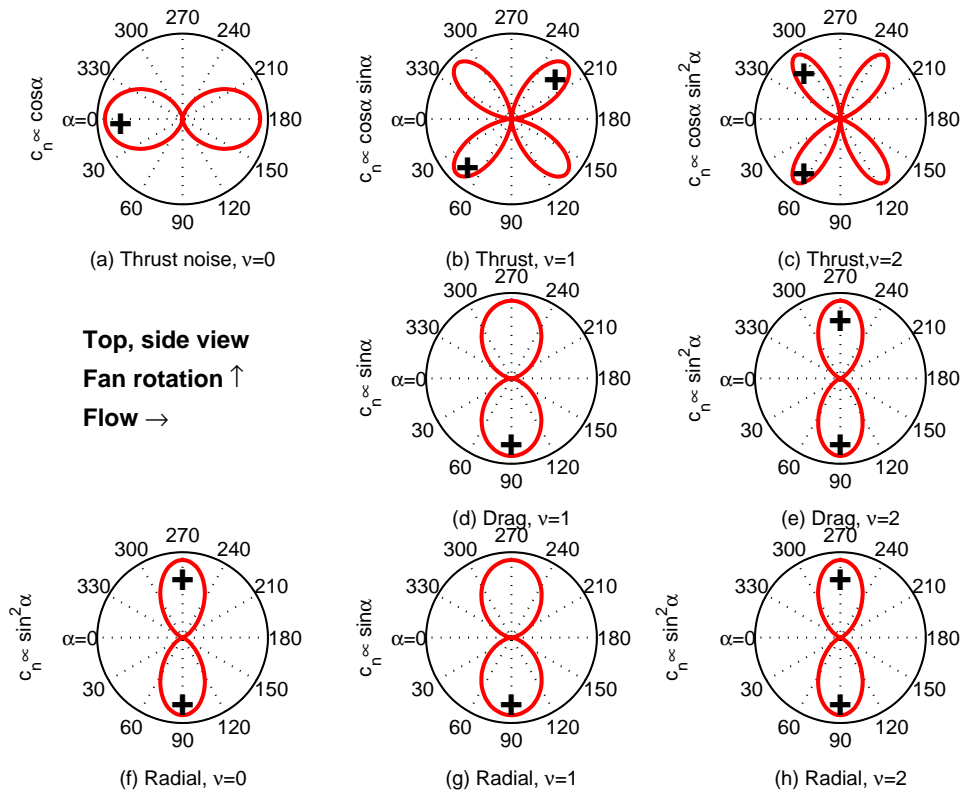 270
300 240
330 210
α=0 180
30 150
60 120
90
c_n ∝ cosα
(a) Thrust noise, ν=0
270
300 240
330 210
α=0 180
30 150
60 120
90
c_n ∝ cosα sinα
(b) Thrust, ν=1
270
300 240
330 210
α=0 180
30 150
60 120
90
c_n ∝ cosα sin²α
(c) Thrust,ν=2
Top, side view
Fan rotation ↑
Flow →
270
300 240
330 210
α=0 180
30 150
60 120
90
c_n ∝ sinα
(d) Drag, ν=1
270
300 240
330 210
α=0 180
30 150
60 120
90
c_n ∝ sin²α
(e) Drag, ν=2
270
300 240
330 210
α=0 180
30 150
60 120
90
c_n ∝ sin²α
(f) Radial, ν=0
270
300 240
330 210
α=0 180
30 150
60 120
90
c_n ∝ sinα
(g) Radial, ν=1
270
300 240
330 210
α=0 180
30 150
60 120
90
c_n ∝ sin²α
(h) Radial, ν=2